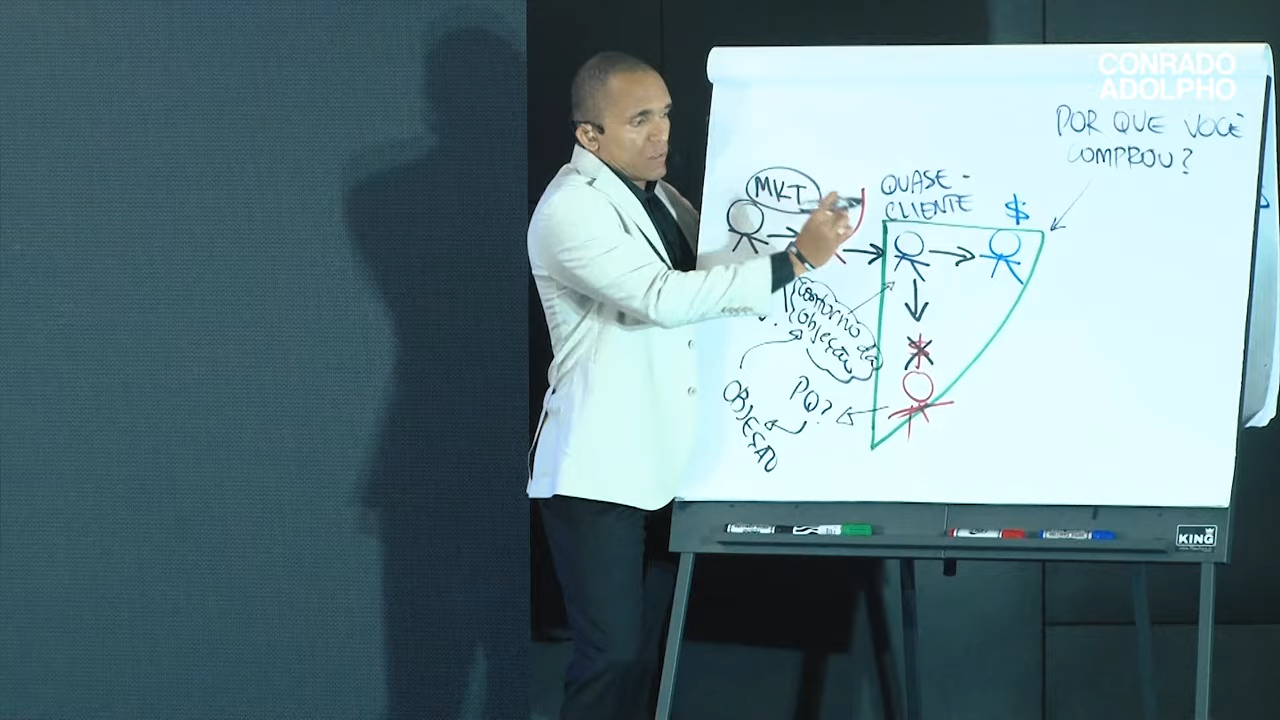 CONRADO
ADOLPHO
POR QUE VOCÊ
COMPROU?
MKT
QUASE-
CLIENTE
$
contorno da
objeção
$
PQ?
OBJEÇÃO
KING